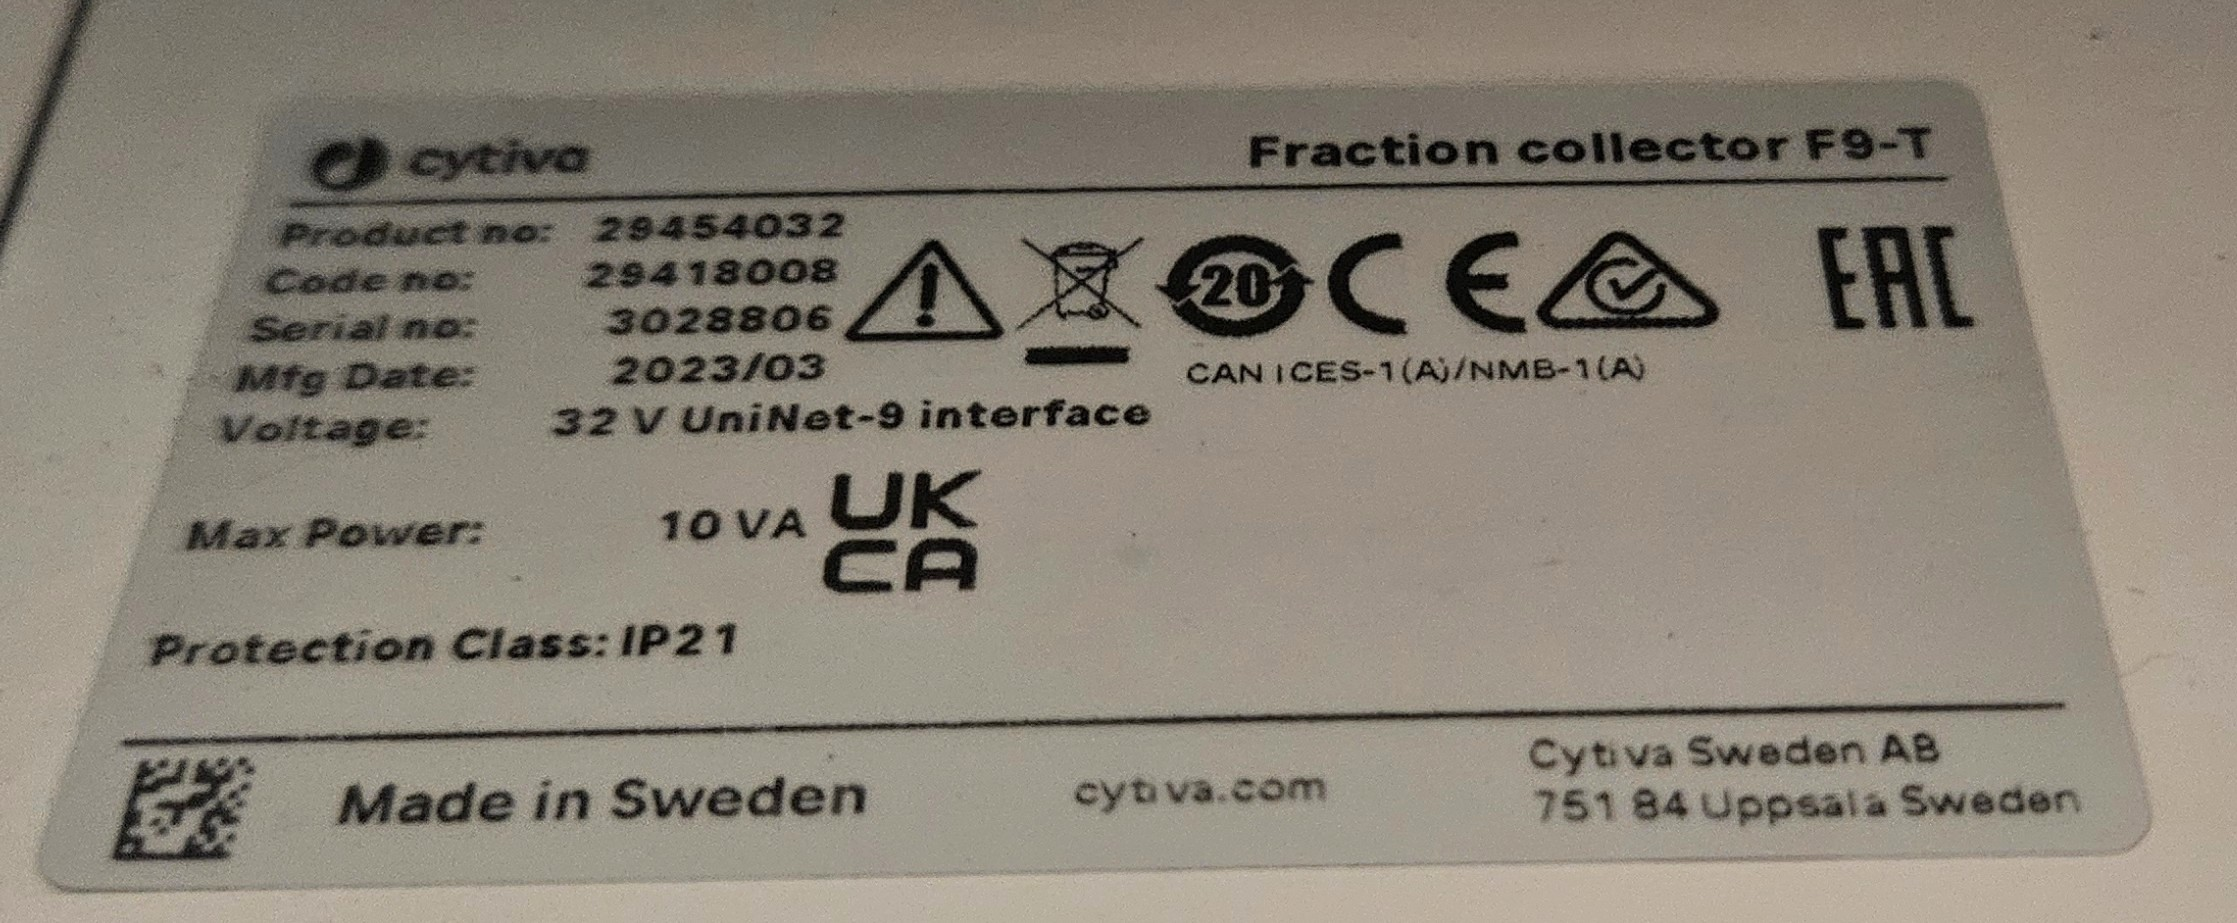 cytiva
Fraction collector F9-T
Product no: 29454032
Code no: 29418008
Serial no: 3028806
Mfg Date: 2023/03
Voltage: 32 V UniNet-9 interface
20 CE EAC
CAN ICES-1(A)/NMB-1(A)
Max Power: 10 VA
UK
CA
Protection Class: IP21
Made in Sweden
cytiva.com
Cytiva Sweden AB
751 84 Uppsala Sweden